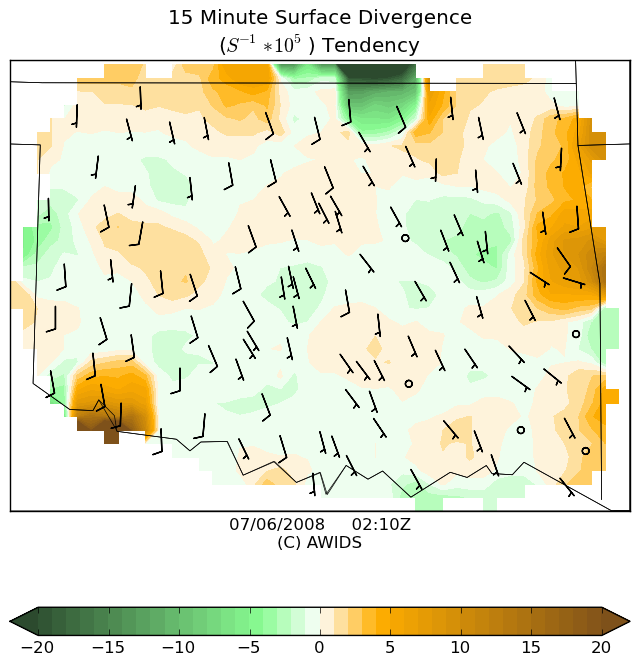 15 Minute Surface Divergence
(S⁻¹ * 10⁵ ) Tendency
07/06/2008 02:10Z
(C) AWIDS
−20 −15 −10 −5 0 5 10 15 20